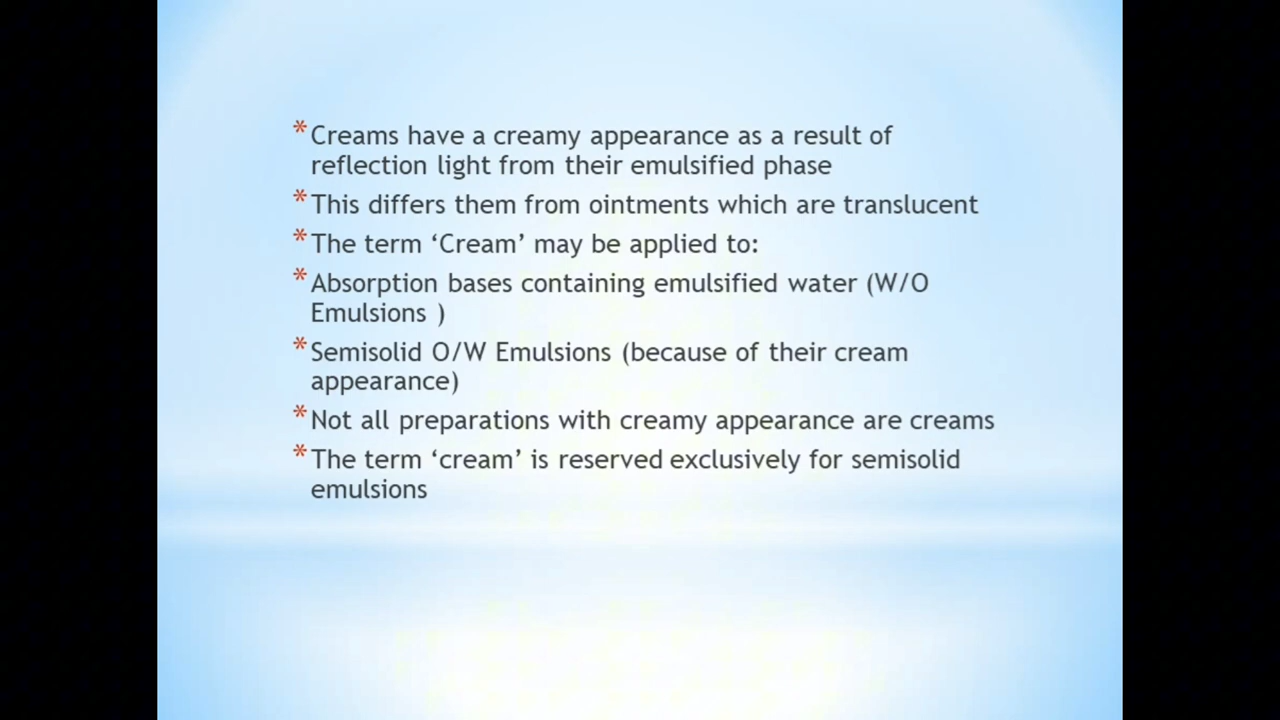 *Creams have a creamy appearance as a result of
reflection light from their emulsified phase
*This differs them from ointments which are translucent
*The term ‘Cream’ may be applied to:
*Absorption bases containing emulsified water (W/O
Emulsions )
*Semisolid O/W Emulsions (because of their cream
appearance)
*Not all preparations with creamy appearance are creams
*The term ‘cream’ is reserved exclusively for semisolid
emulsions